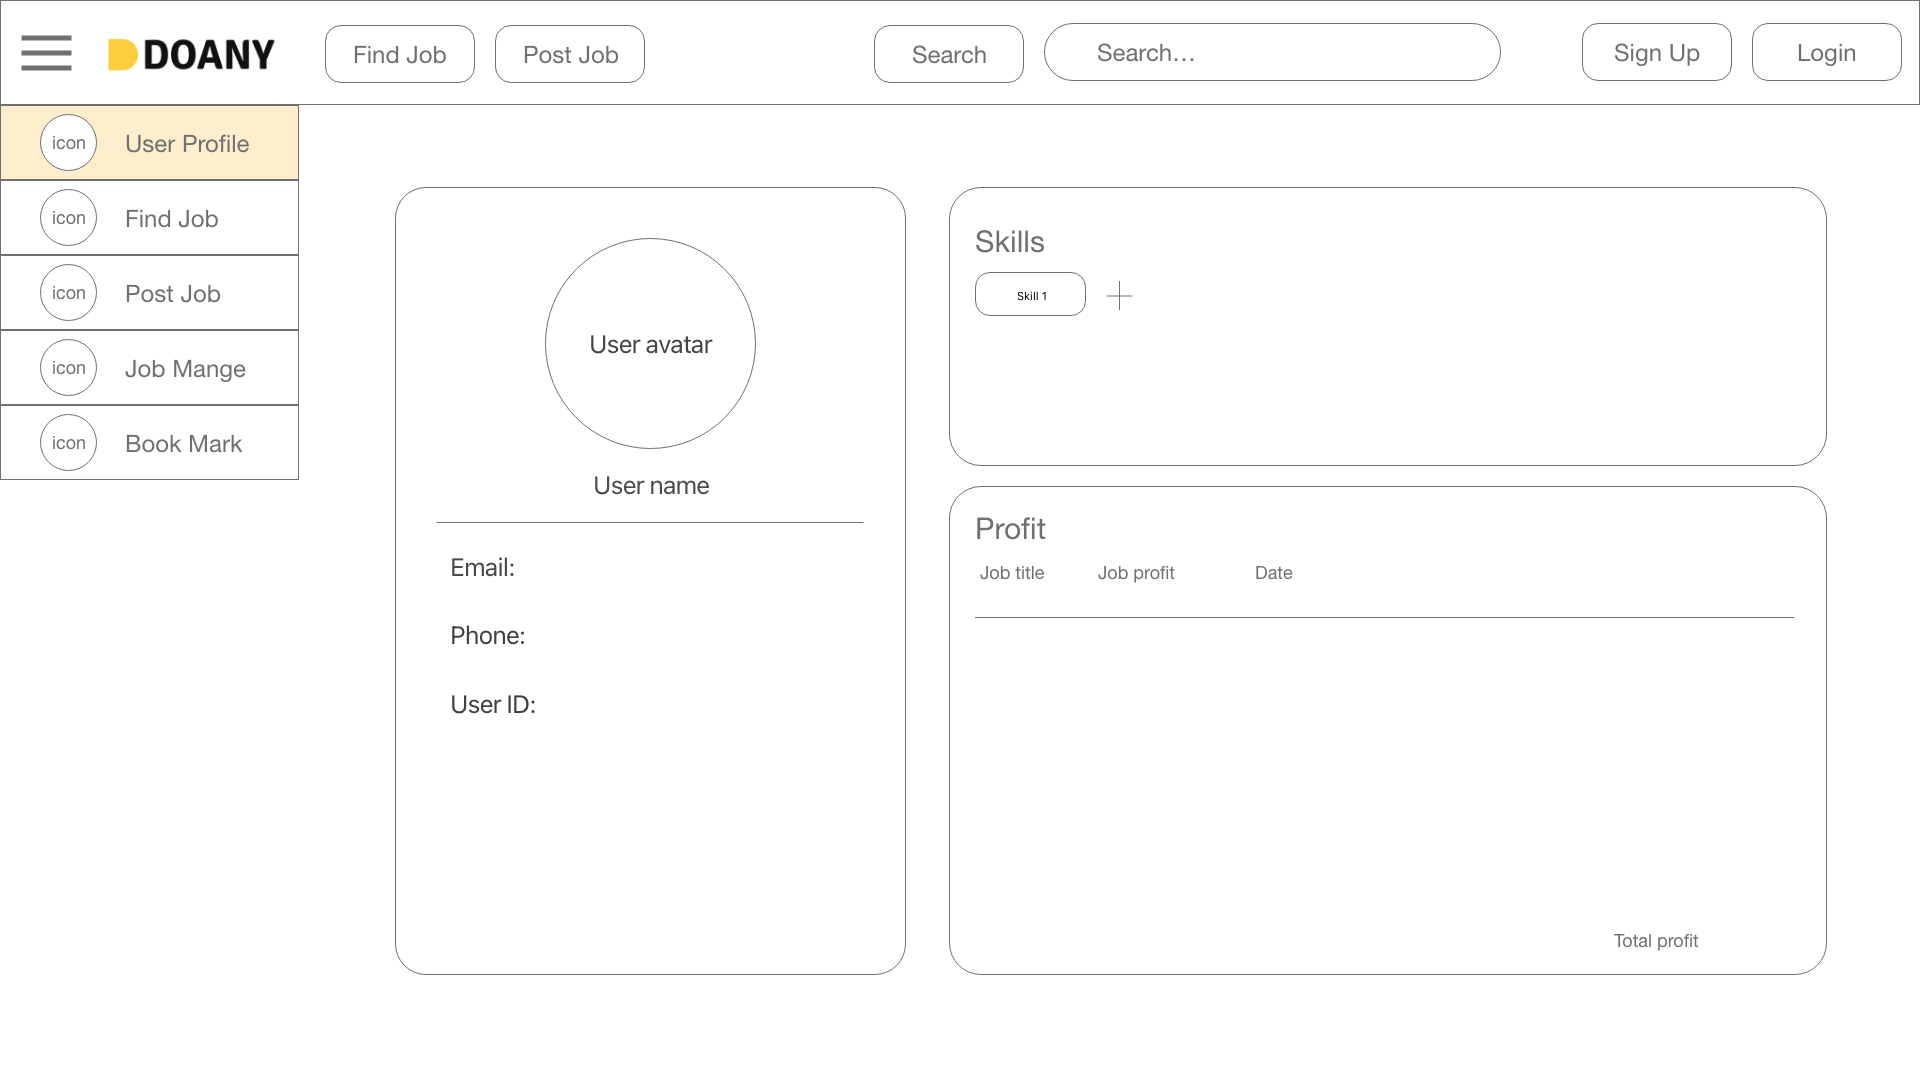 DOANY
Find Job
Post Job
Search
Search...
Sign Up
Login
icon User Profile
icon Find Job
icon Post Job
icon Job Mange
icon Book Mark
User avatar
User name
Email:
Phone:
User ID:
Skills
Skill 1
Profit
Job title Job profit Date
Total profit